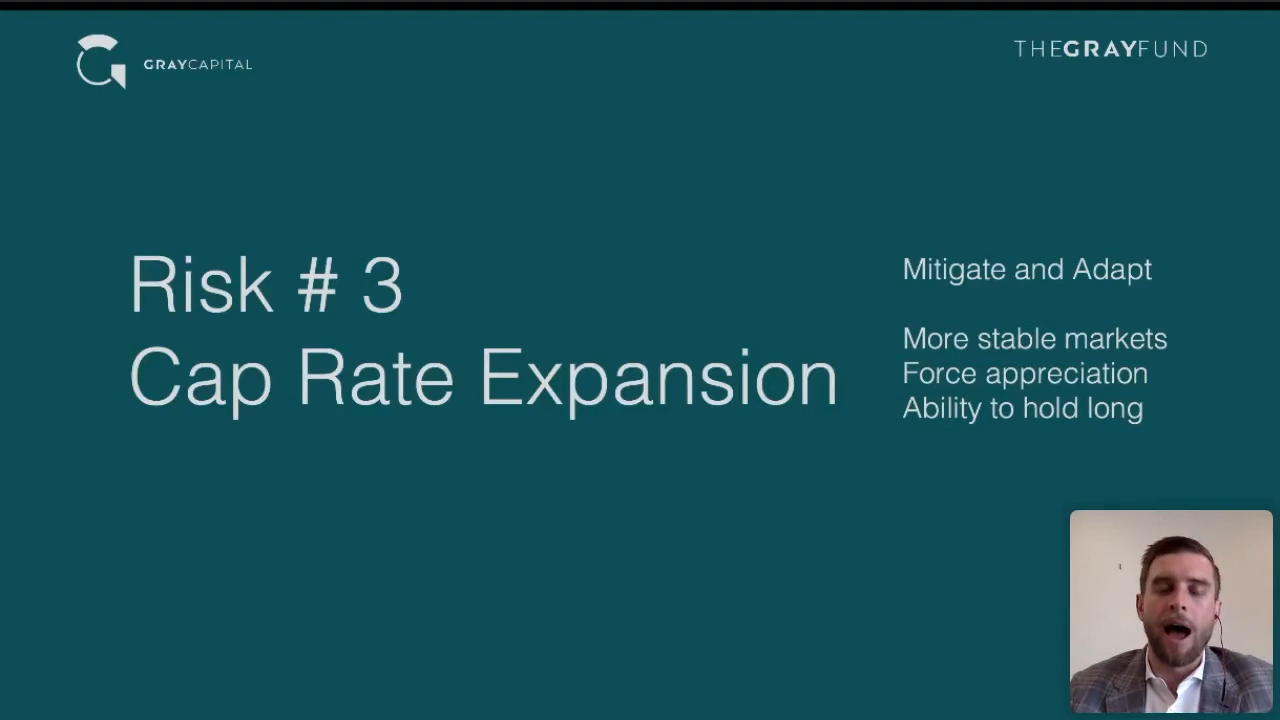 GRAYCAPITAL
THEGRAYFUND
Risk # 3
Cap Rate Expansion
Mitigate and Adapt
More stable markets
Force appreciation
Ability to hold long